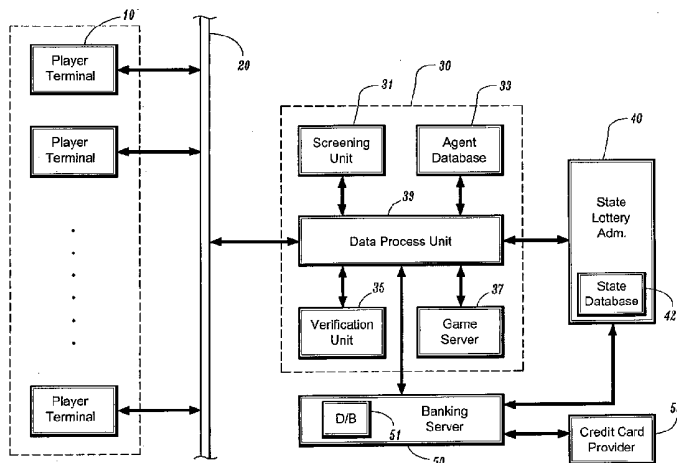 10
Player
Terminal
20
Player
Terminal
Player
Terminal
30
31
Screening
Unit
33
Agent
Database
39
Data Process Unit
35
Verification
Unit
37
Game
Server
40
State
Lottery
Adm.
State
Database
42
D/B
51
Banking
Server
50
Credit Card
Provider